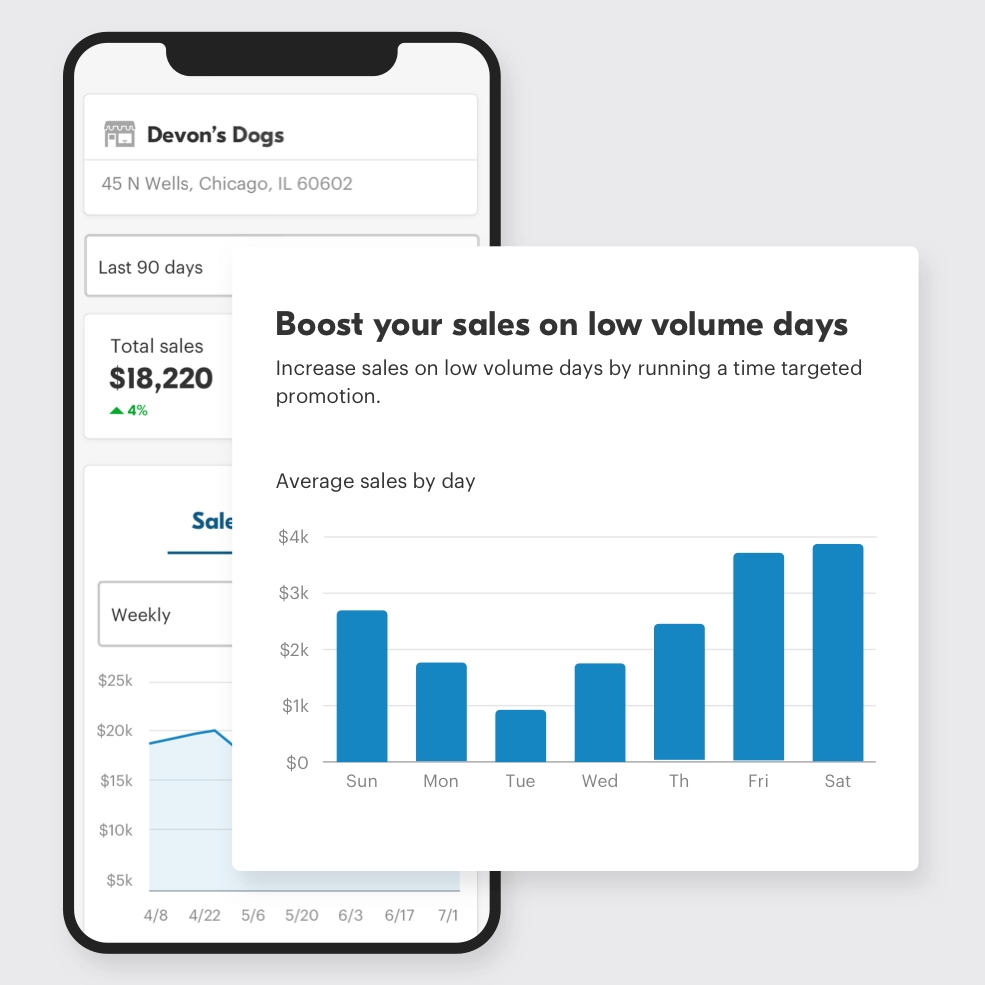 Devon's Dogs
45 N Wells, Chicago, IL 60602
Last 90 days
Total sales
$18,220
4%
Sale
Weekly
$25k
$20k
$15k
$10k
$5k
4/8 4/22 5/6 5/20 6/3 6/17 7/1
Boost your sales on low volume days
Increase sales on low volume days by running a time targeted
promotion.
Average sales by day
$4k
$3k
$2k
$1k
$0
Sun Mon Tue Wed Th Fri Sat